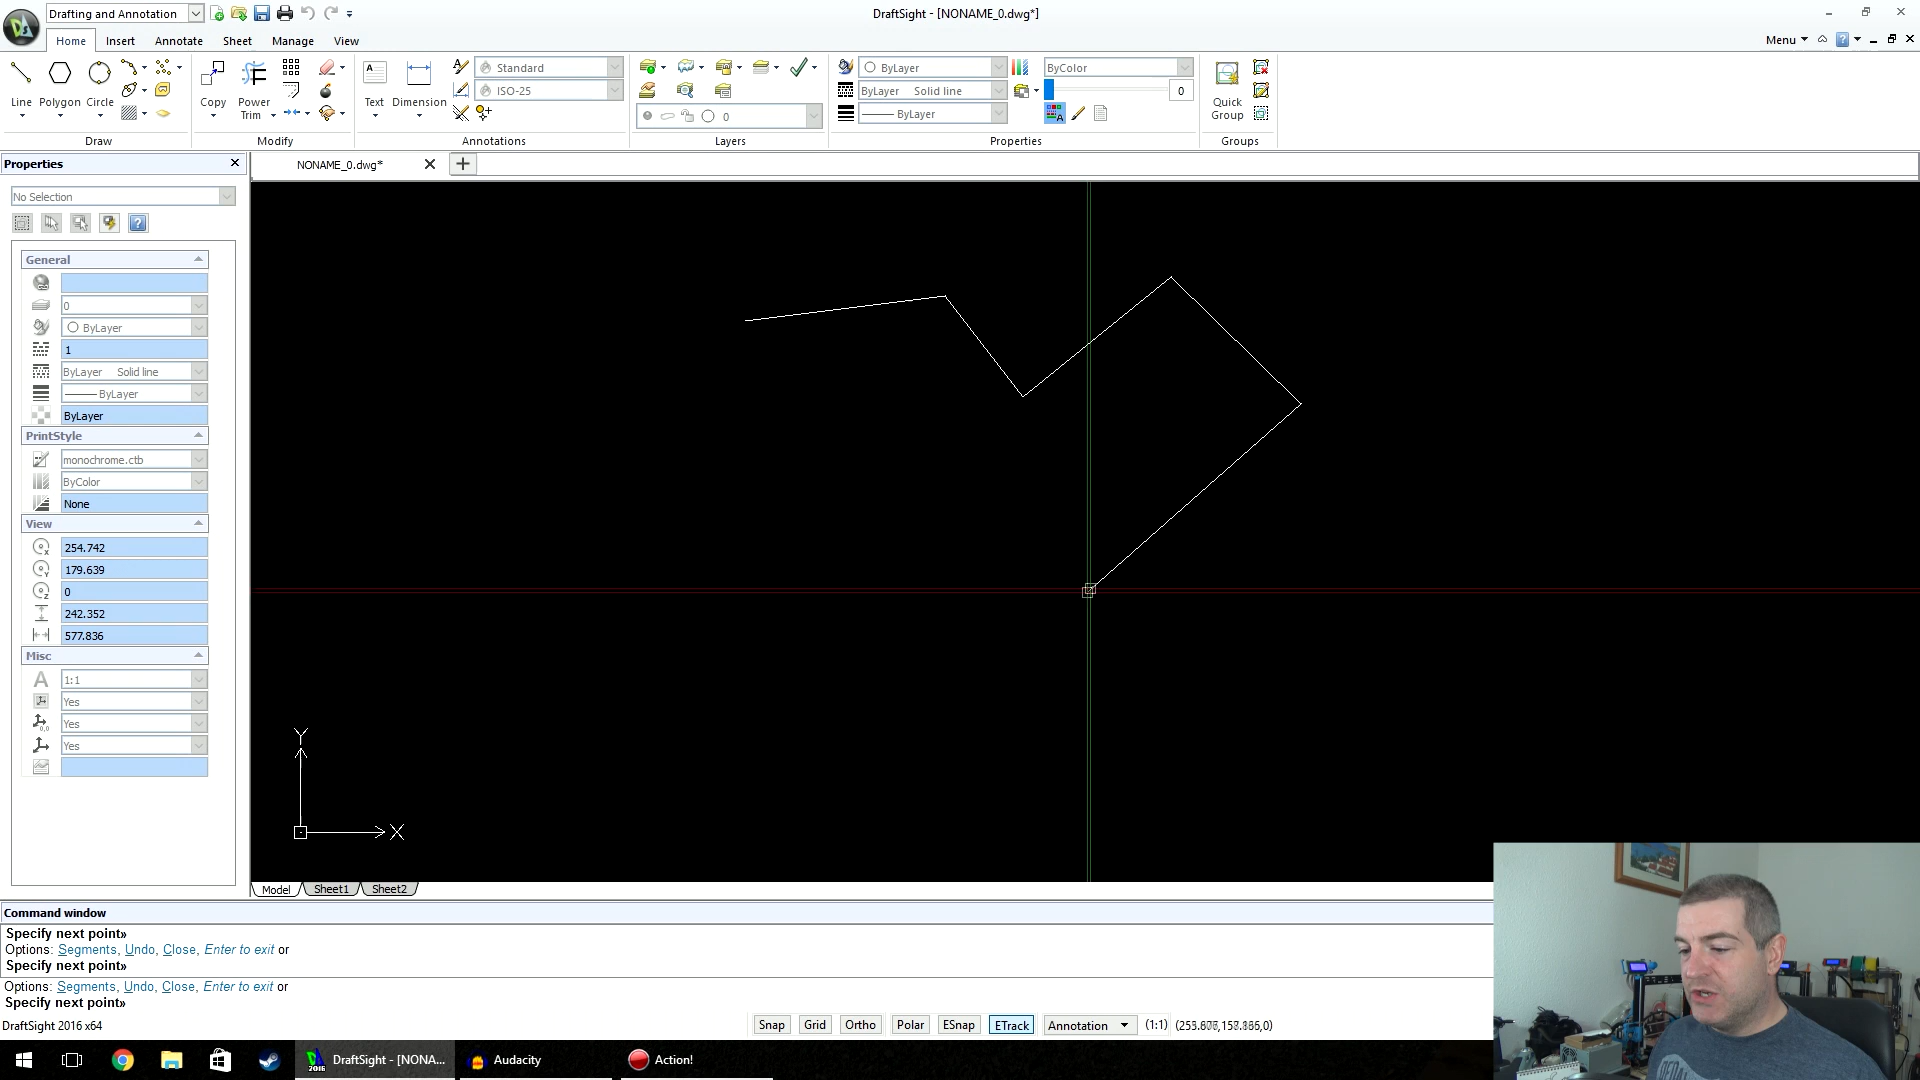 Drafting and Annotation
DraftSight - [NONAME_0.dwg*]
Home Insert Annotate Sheet Manage View
Menu
Line Polygon Circle
Copy Power Trim
Text Dimension
Standard
ISO-25
0
ByLayer
ByLayer Solid line
ByLayer
ByColor
0
Quick Group
Draw Modify Annotations Layers Properties Groups
Properties
NONAME_0.dwg*
No Selection
General
0
ByLayer
1
ByLayer Solid line
ByLayer
ByLayer
PrintStyle
monochrome.ctb
ByColor
None
View
254.742
179.639
0
242.352
577.836
Misc
1:1
Yes
Yes
Yes
Y
X
Model Sheet1 Sheet2
Command window
Specify next point»
Options: Segments, Undo, Close, Enter to exit or
Specify next point»
Options: Segments, Undo, Close, Enter to exit or
Specify next point»
DraftSight 2016 x64
Snap Grid Ortho Polar ESnap ETrack Annotation (1:1)
DraftSight - [NONA... Audacity Action!